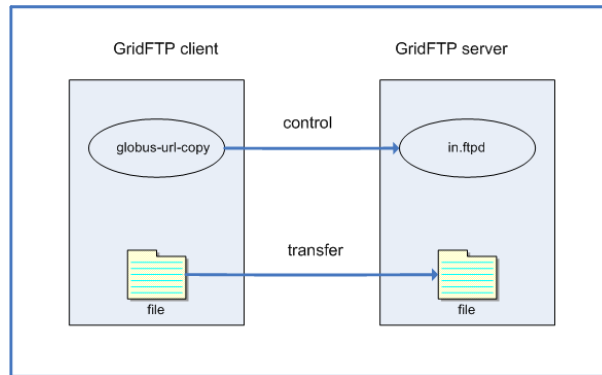 GridFTP client
GridFTP server
control
globus-url-copy
in.ftpd
transfer
file
file